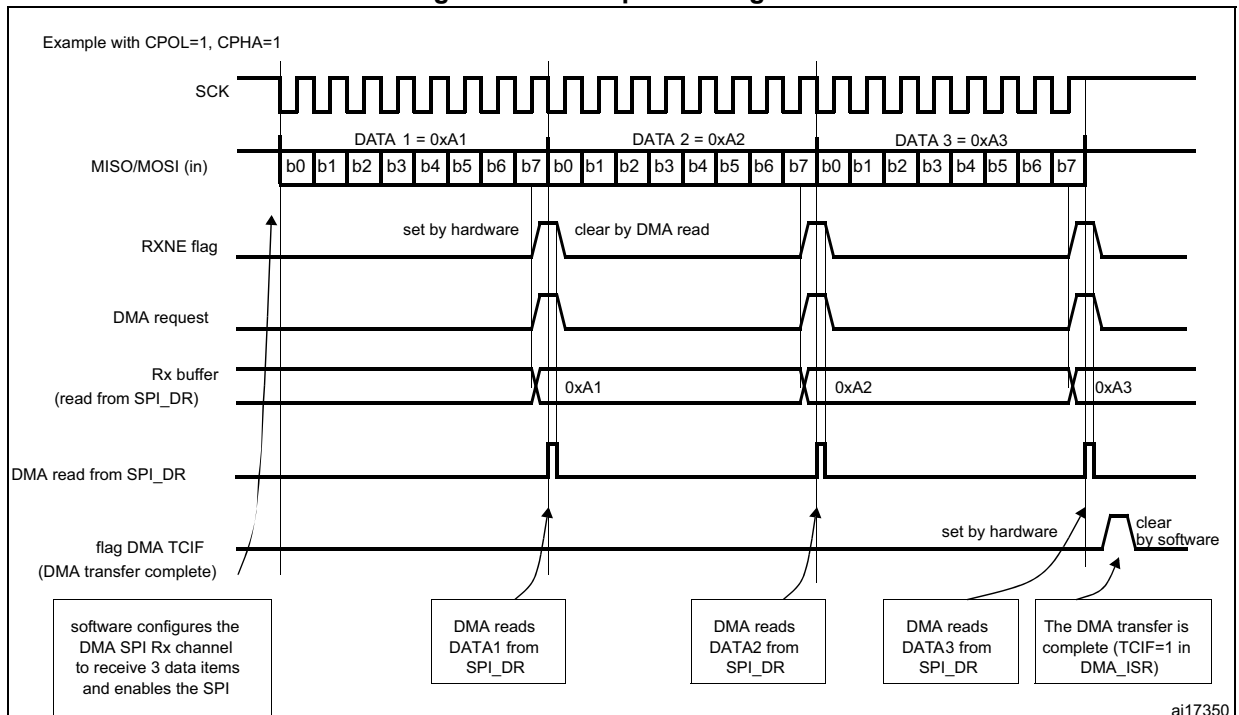 Example with CPOL=1, CPHA=1
SCK
DATA 1 = 0xA1 DATA 2 = 0xA2 DATA 3 = 0xA3
MISO/MOSI (in) b0 b1 b2 b3 b4 b5 b6 b7 b0 b1 b2 b3 b4 b5 b6 b7 b0 b1 b2 b3 b4 b5 b6 b7
set by hardware clear by DMA read
RXNE flag
DMA request
Rx buffer
(read from SPI_DR)
0xA1 0xA2 0xA3
DMA read from SPI_DR
set by hardware
clear
by software
flag DMA TCIF
(DMA transfer complete)
software configures the
DMA SPI Rx channel
to receive 3 data items
and enables the SPI
DMA reads
DATA1 from
SPI_DR
DMA reads
DATA2 from
SPI_DR
DMA reads
DATA3 from
SPI_DR
The DMA transfer is
complete (TCIF=1 in
DMA_ISR)
ai17350